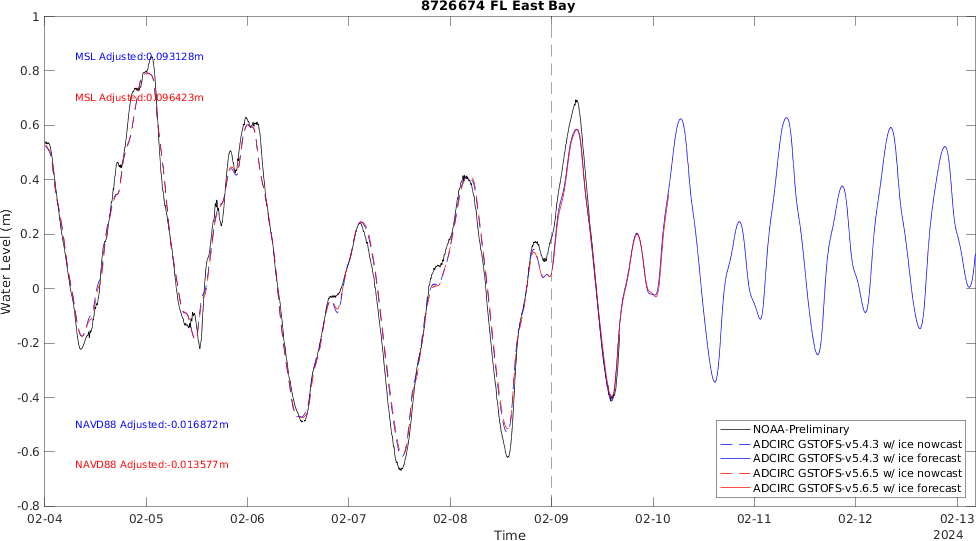 8726674 FL East Bay
Water Level (m)
1
0.8
0.6
0.4
0.2
0
-0.2
-0.4
-0.6
-0.8
MSL Adjusted:0.093128m
MSL Adjusted:0.096423m
NAVD88 Adjusted:-0.016872m
NAVD88 Adjusted:-0.013577m
NOAA-Preliminary
ADCIRC GSTOFS-v5.4.3 w/ ice nowcast
ADCIRC GSTOFS-v5.4.3 w/ ice forecast
ADCIRC GSTOFS-v5.6.5 w/ ice nowcast
ADCIRC GSTOFS-v5.6.5 w/ ice forecast
02-04 02-05 02-06 02-07 02-08 02-09 02-10 02-11 02-12 02-13
Time
2024